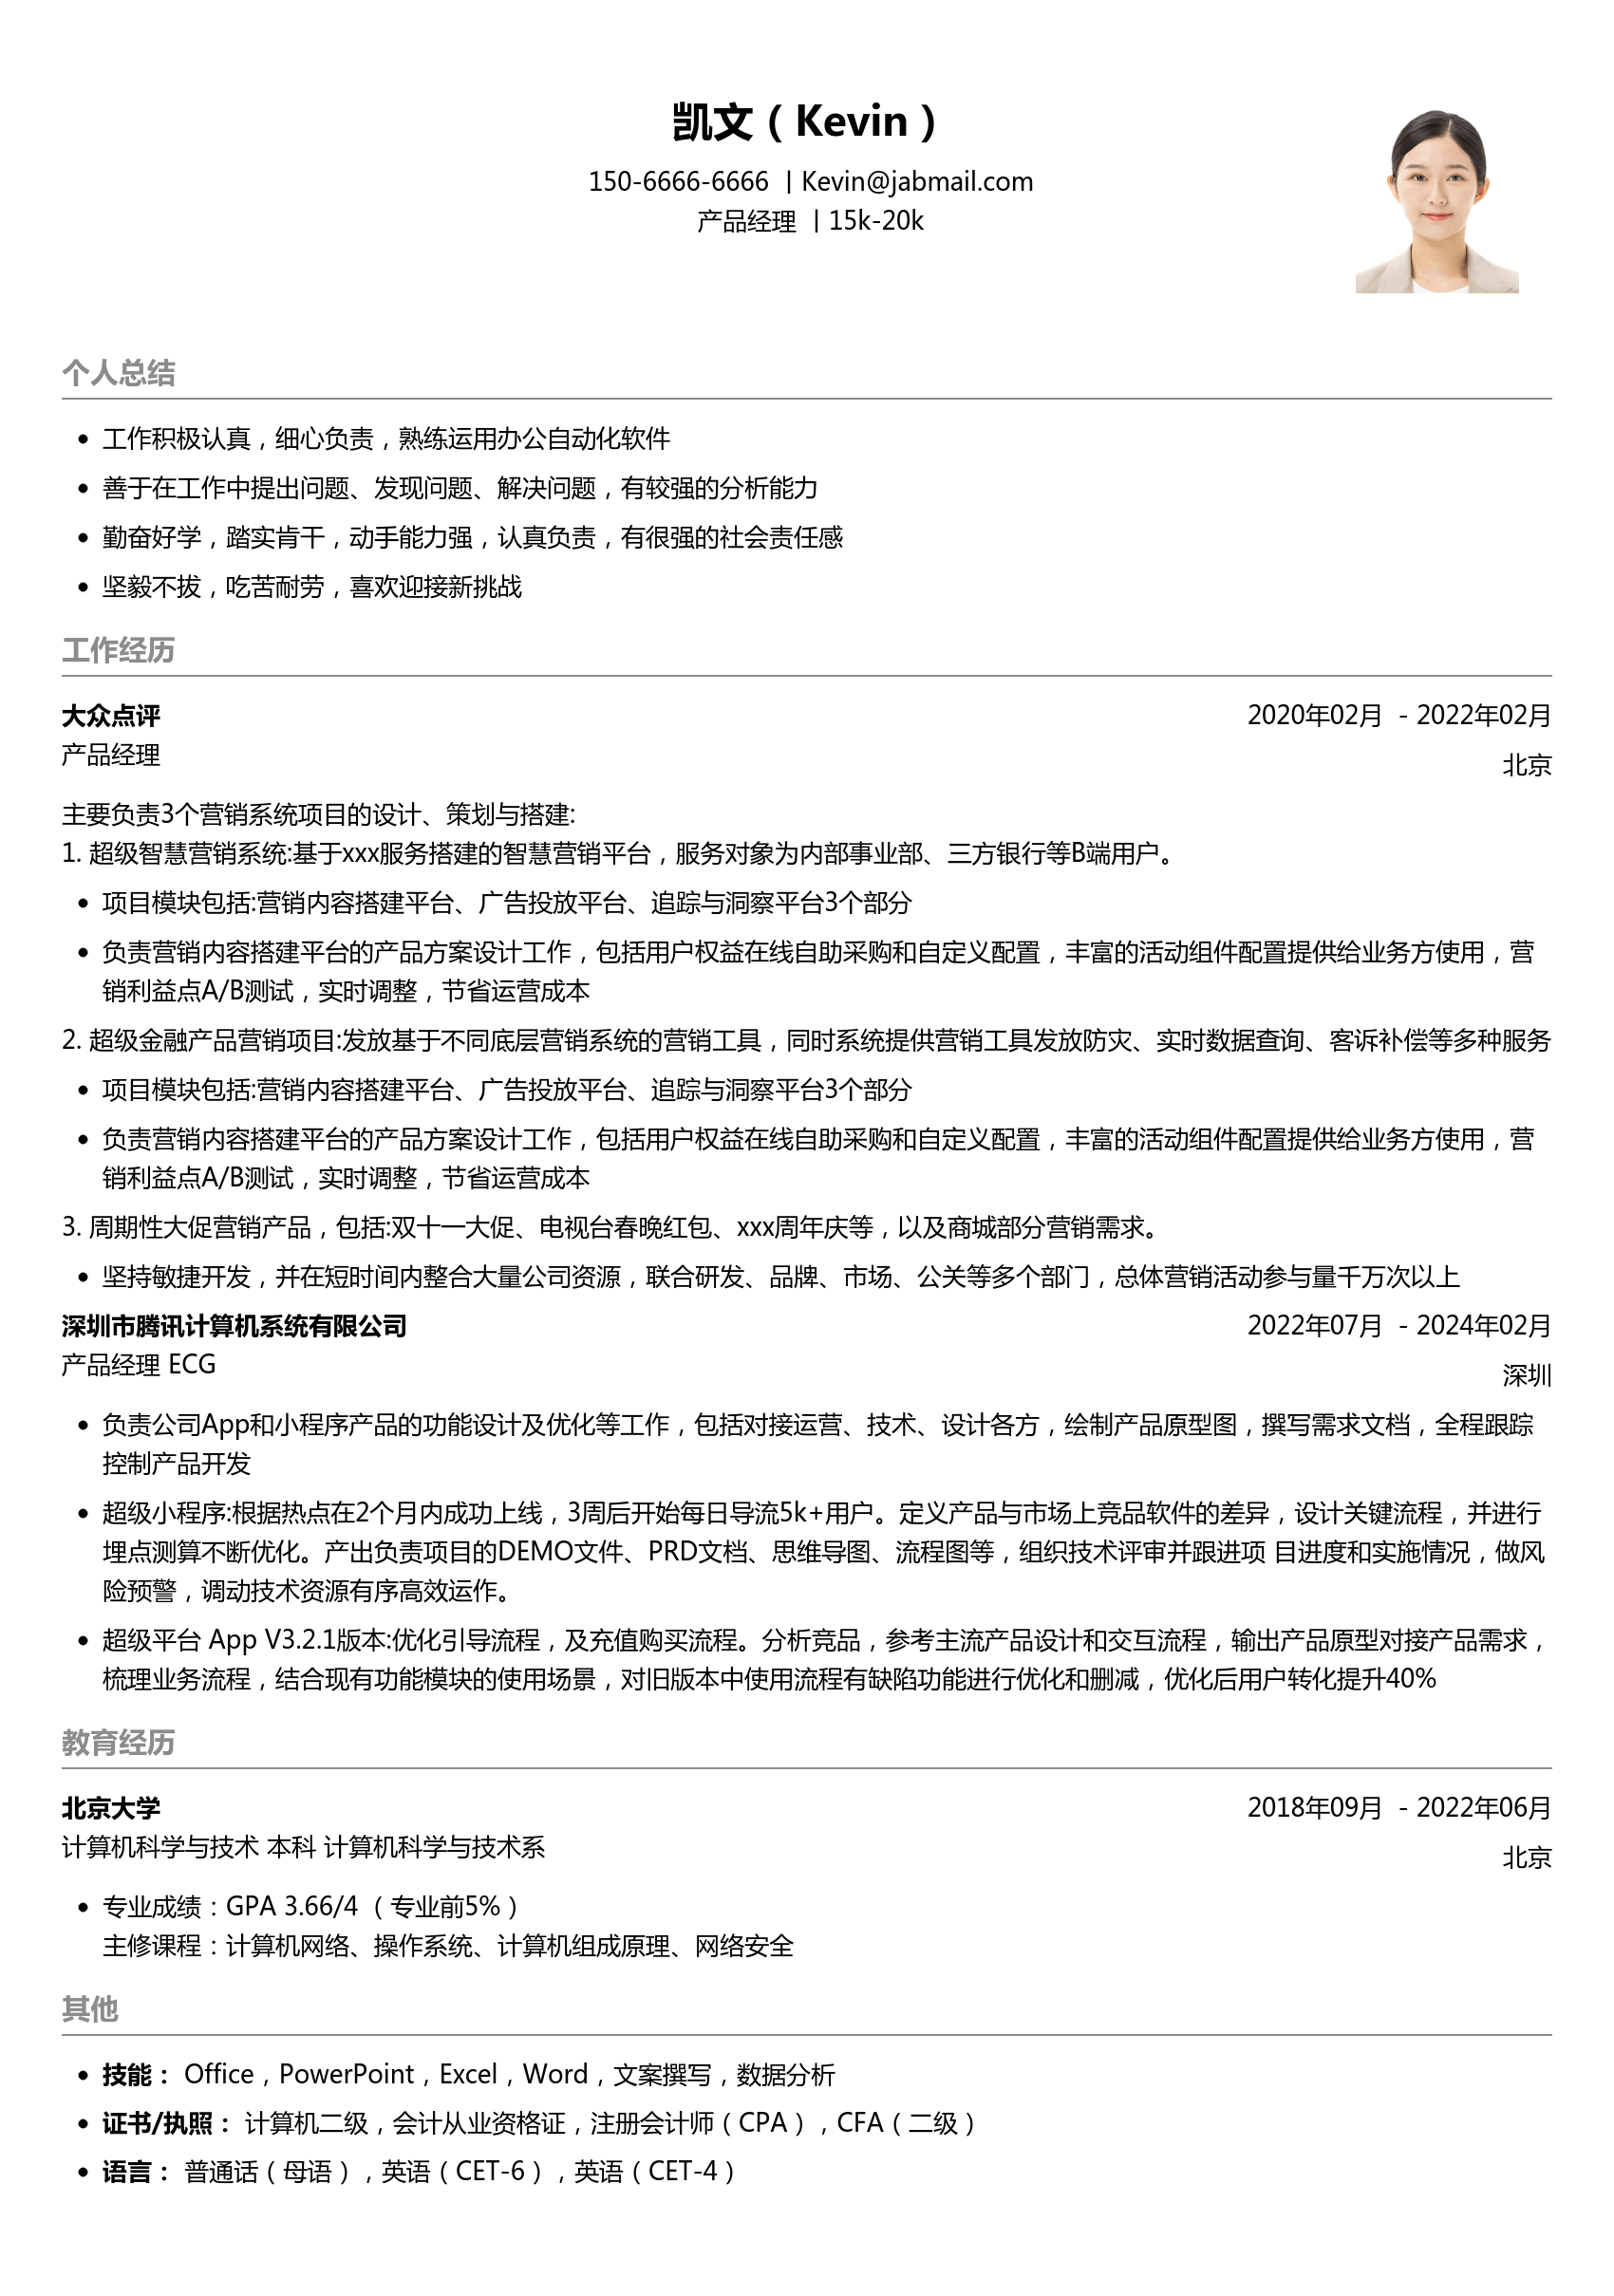 凯文（Kevin）
150-6666-6666 丨Kevin@jabmail.com
产品经理 丨15k-20k
个人总结
• 工作积极认真，细心负责，熟练运用办公自动化软件
• 善于在工作中提出问题、发现问题、解决问题，有较强的分析能力
• 勤奋好学，踏实肯干，动手能力强，认真负责，有很强的社会责任感
• 坚毅不拔，吃苦耐劳，喜欢迎接新挑战
工作经历
大众点评 2020年02月 - 2022年02月
产品经理 北京
主要负责3个营销系统项目的设计、策划与搭建:
1. 超级智慧营销系统:基于xxx服务搭建的智慧营销平台，服务对象为内部事业部、三方银行等B端用户。
• 项目模块包括:营销内容搭建平台、广告投放平台、追踪与洞察平台3个部分
• 负责营销内容搭建平台的产品方案设计工作，包括用户权益在线自助采购和自定义配置，丰富的活动组件配置提供给业务方使用，营
销利益点A/B测试，实时调整，节省运营成本
2. 超级金融产品营销项目:发放基于不同底层营销系统的营销工具，同时系统提供营销工具发放防灾、实时数据查询、客诉补偿等多种服务
• 项目模块包括:营销内容搭建平台、广告投放平台、追踪与洞察平台3个部分
• 负责营销内容搭建平台的产品方案设计工作，包括用户权益在线自助采购和自定义配置，丰富的活动组件配置提供给业务方使用，营
销利益点A/B测试，实时调整，节省运营成本
3. 周期性大促营销产品，包括:双十一大促、电视台春晚红包、xxx周年庆等，以及商城部分营销需求。
• 坚持敏捷开发，并在短时间内整合大量公司资源，联合研发、品牌、市场、公关等多个部门，总体营销活动参与量千万次以上
深圳市腾讯计算机系统有限公司 2022年07月 - 2024年02月
产品经理 ECG 深圳
• 负责公司App和小程序产品的功能设计及优化等工作，包括对接运营、技术、设计各方，绘制产品原型图，撰写需求文档，全程跟踪
控制产品开发
• 超级小程序:根据热点在2个月内成功上线，3周后开始每日导流5k+用户。定义产品与市场上竞品软件的差异，设计关键流程，并进行
埋点测算不断优化。产出负责项目的DEMO文件、PRD文档、思维导图、流程图等，组织技术评审并跟进项 目进度和实施情况，做风
险预警，调动技术资源有序高效运作。
• 超级平台 App V3.2.1版本:优化引导流程，及充值购买流程。分析竞品，参考主流产品设计和交互流程，输出产品原型对接产品需求，
梳理业务流程，结合现有功能模块的使用场景，对旧版本中使用流程有缺陷功能进行优化和删减，优化后用户转化提升40%
教育经历
北京大学 2018年09月 - 2022年06月
计算机科学与技术 本科 计算机科学与技术系 北京
• 专业成绩：GPA 3.66/4 （专业前5%）
主修课程：计算机网络、操作系统、计算机组成原理、网络安全
其他
• 技能： Office，PowerPoint，Excel，Word，文案撰写，数据分析
• 证书/执照： 计算机二级，会计从业资格证，注册会计师（CPA），CFA（二级）
• 语言： 普通话（母语），英语（CET-6），英语（CET-4）